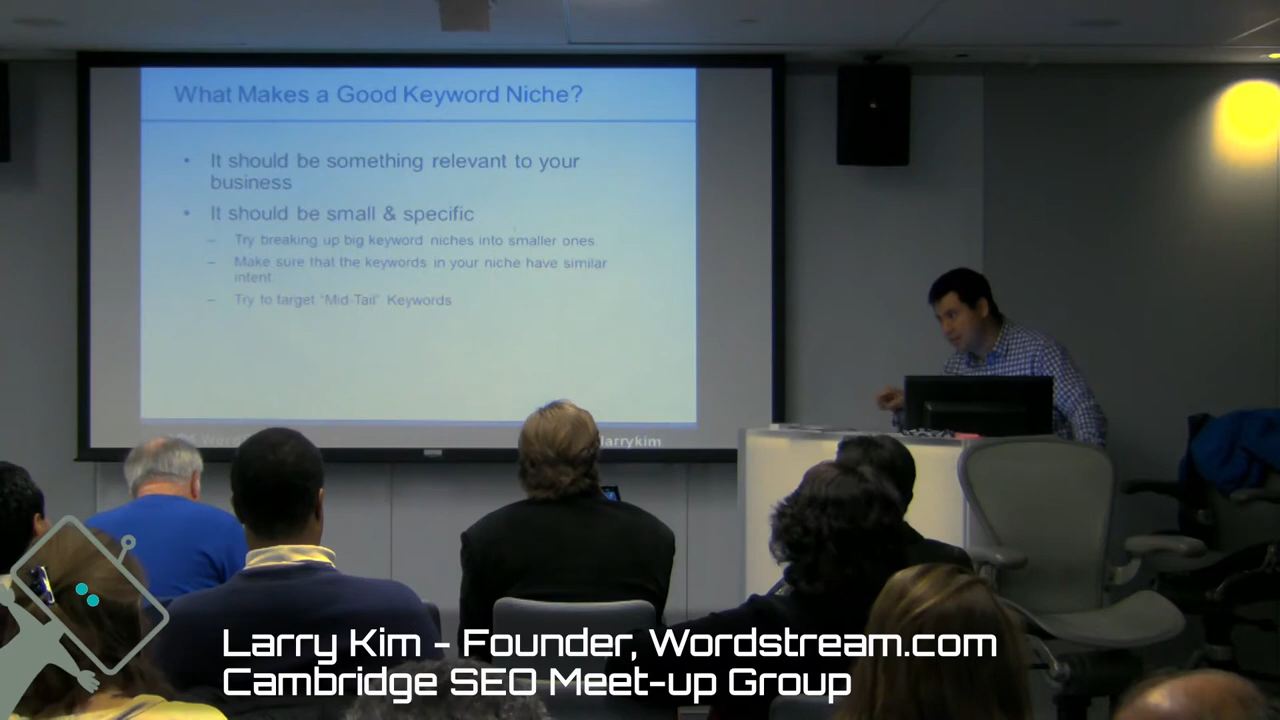 What Makes a Good Keyword Niche?
• It should be something relevant to your
business
• It should be small & specific
– Try breaking up big keyword niches into smaller ones
– Make sure that the keywords in your niche have similar
intent
– Try to target "Mid-Tail" Keywords
larrykim
Larry Kim - Founder, Wordstream.com
Cambridge SEO Meet-up Group